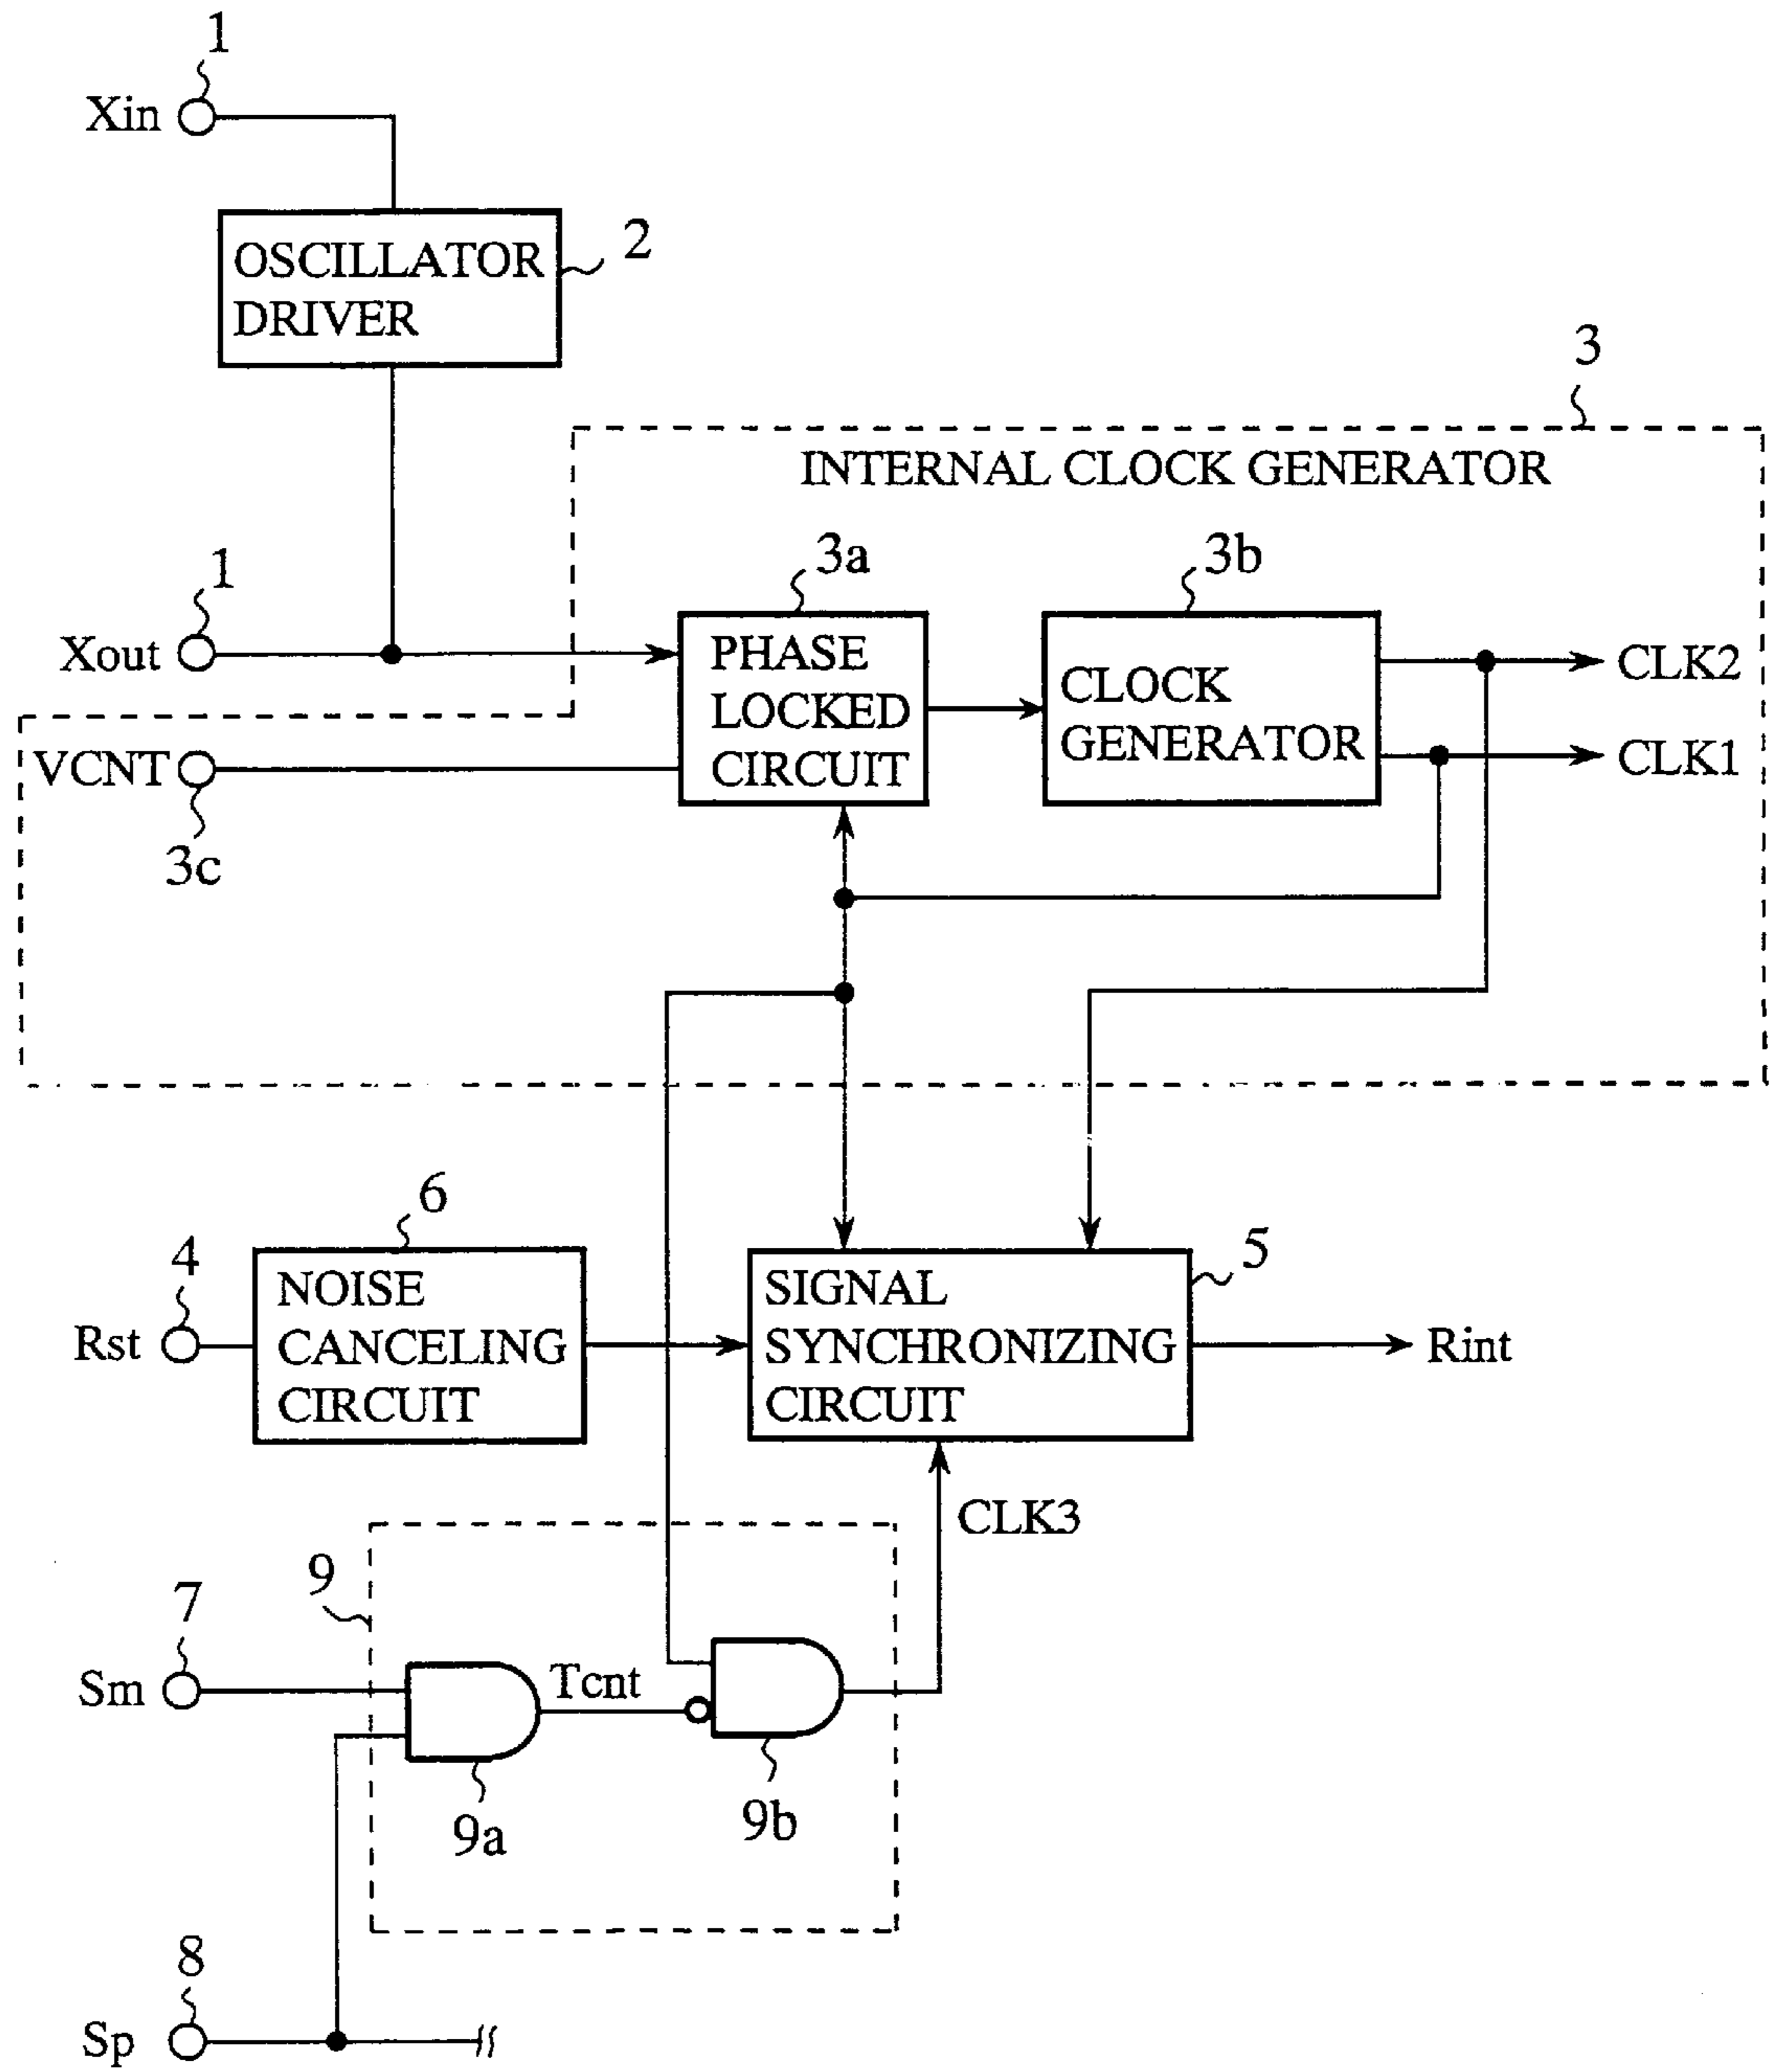 1
Xin
OSCILLATOR
DRIVER
2
3
INTERNAL CLOCK GENERATOR
1
Xout
3a
PHASE
LOCKED
CIRCUIT
3b
CLOCK
GENERATOR
CLK2
CLK1
VCNT
3c
6
4
Rst
NOISE
CANCELING
CIRCUIT
5
SIGNAL
SYNCHRONIZING
CIRCUIT
Rint
CLK3
9
7
Sm
Tcnt
9a
9b
8
Sp